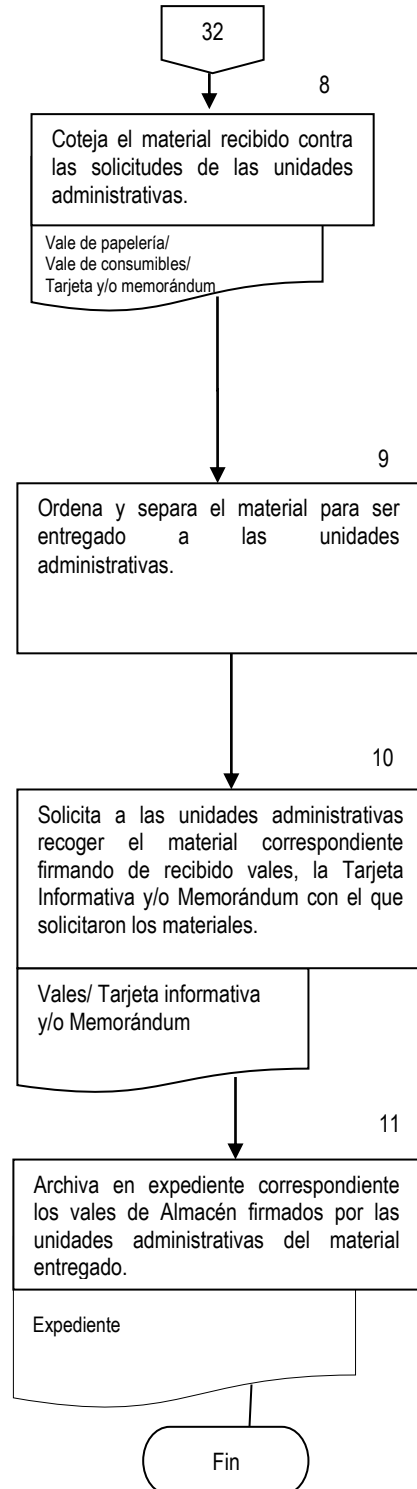 32
8
Coteja el material recibido contra
las solicitudes de las unidades
administrativas.
Vale de papelería/
Vale de consumibles/
Tarjeta y/o memorándum
9
Ordena y separa el material para ser
entregado a las unidades
administrativas.
10
Solicita a las unidades administrativas
recoger el material correspondiente
firmando de recibido vales, la Tarjeta
Informativa y/o Memorándum con el que
solicitaron los materiales.
Vales/ Tarjeta informativa
y/o Memorándum
11
Archiva en expediente correspondiente
los vales de Almacén firmados por las
unidades administrativas del material
entregado.
Expediente
Fin